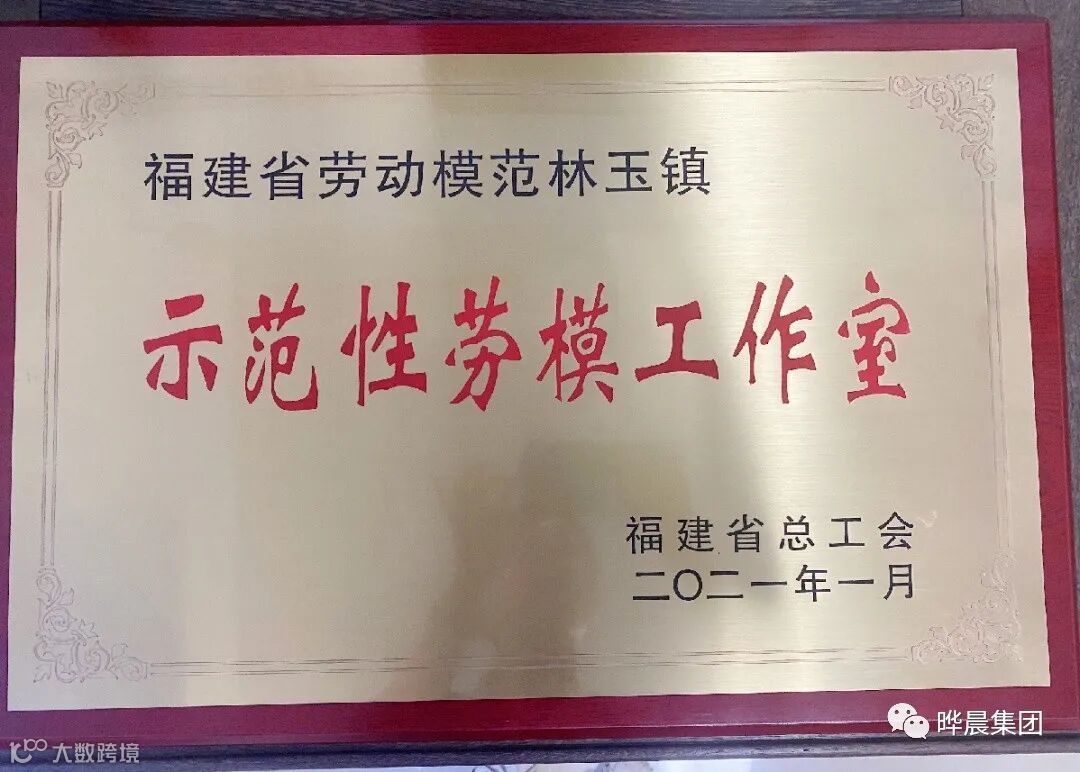 福建省劳动模范林玉镇
示范性劳模工作室
福建省总工会
二〇二一年一月
晔晨集团
大数跨境